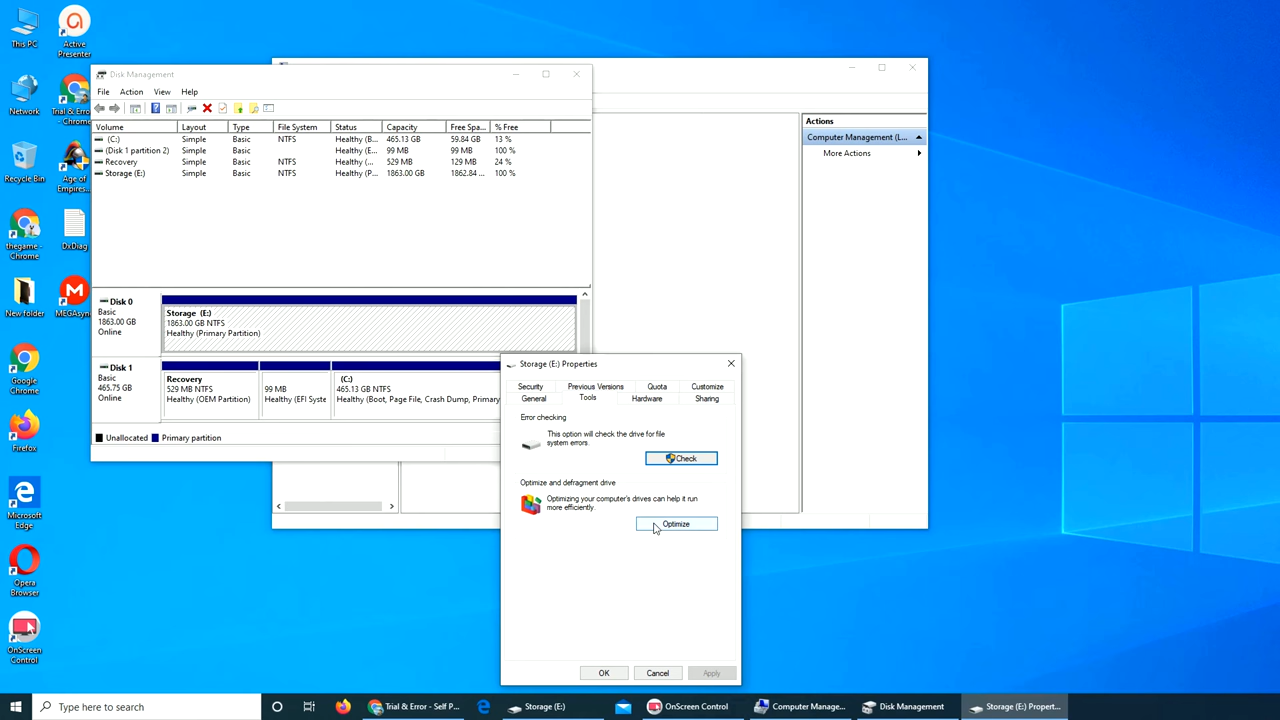 This PC
Active
Presenter
Network
Trial & Error -
Chrome
Recycle Bin
Age of
Empires...
thegame -
Chrome
DxDiag
New folder
MEGAsync
Google
Chrome
Firefox
Microsoft
Edge
Opera
Browser
OnScreen
Control
Disk Management
File Action View Help
Volume Layout Type File System Status Capacity Free Spa... % Free
(C:) Simple Basic NTFS Healthy (B... 465.13 GB 59.84 GB 13 %
(Disk 1 partition 2) Simple Basic Healthy (E... 99 MB 99 MB 100 %
Recovery Simple Basic NTFS Healthy (... 529 MB 129 MB 24 %
Storage (E:) Simple Basic NTFS Healthy (P... 1863.00 GB 1862.84 ... 100 %
Disk 0
Basic
1863.00 GB
Online
Storage (E:)
1863.00 GB NTFS
Healthy (Primary Partition)
Disk 1
Basic
465.75 GB
Online
Recovery
529 MB NTFS
Healthy (OEM Partition)
99 MB
Healthy (EFI Syste
(C:)
465.13 GB NTFS
Healthy (Boot, Page File, Crash Dump, Primary
Unallocated Primary partition
Actions
Computer Management (L...
More Actions
Storage (E:) Properties
Security Previous Versions Quota Customize
General Tools Hardware Sharing
Error checking
This option will check the drive for file
system errors.
Check
Optimize and defragment drive
Optimizing your computer's drives can help it run
more efficiently.
Optimize
OK Cancel Apply
Type here to search
Trial & Error - Self P... Storage (E:) OnScreen Control Computer Manage... Disk Management Storage (E:) Propert...